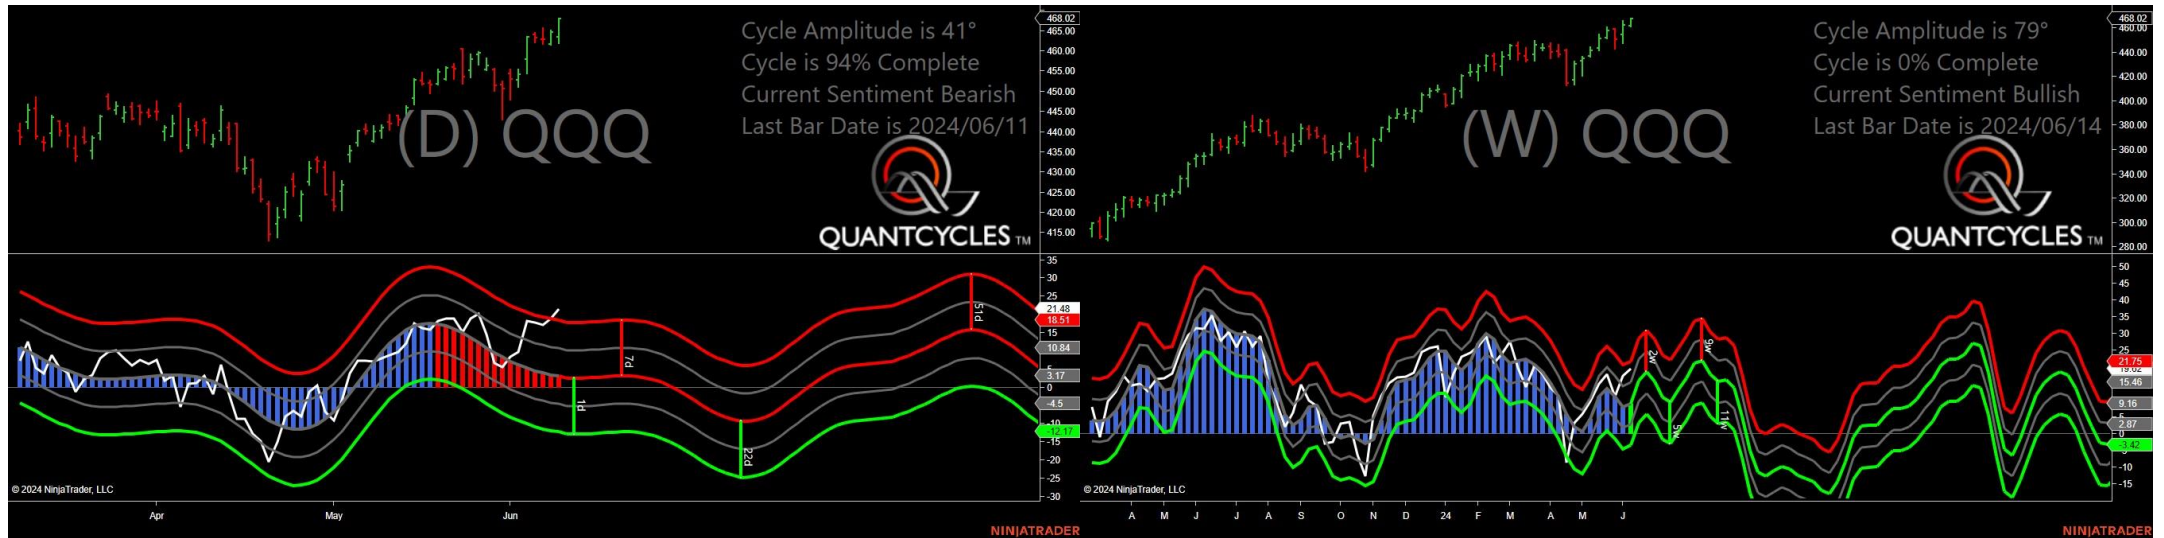 Cycle Amplitude is 41°
Cycle is 94% Complete
Current Sentiment Bearish
Last Bar Date is 2024/06/11
(D) QQQ
QUANTCYCLES TM
468.02
465.00
460.00
455.00
450.00
445.00
440.00
435.00
430.00
425.00
420.00
415.00
35
30
25
21.48
18.51
15
10.84
5
3.17
0
-4.5
-10
-12.17
-15
-20
-25
-30
7d
1d
22d
51d
© 2024 NinjaTrader, LLC
Apr May Jun
NINJATRADER
Cycle Amplitude is 79°
Cycle is 0% Complete
Current Sentiment Bullish
Last Bar Date is 2024/06/14
(W) QQQ
QUANTCYCLES TM
468.02
460.00
440.00
420.00
400.00
380.00
360.00
340.00
320.00
300.00
280.00
50
45
40
35
30
25
21.75
19.62
15.46
9.16
5
2.87
0
-3.42
-10
-15
2w
9w
5w
11w
© 2024 NinjaTrader, LLC
A M J J A S O N D 24 F M A M J
NINJATRADER